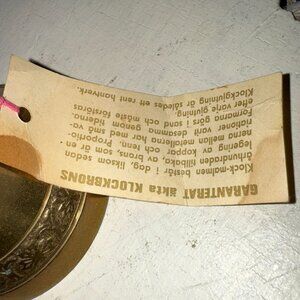 GARANTERAT äkta KLOCKBRONS
Klock-malmen består i dag, liksom sedan
århundraden tillbaka, av brons, som är en
legering av koppar och tenn. Proportio-
nerna mellan metallerna har med små va-
riationer varit desamma genom tiderna.
Formarna görs i sand och måste förstöras
efter varje gjutning.
Klockgjutning är således ett rent hantverk.